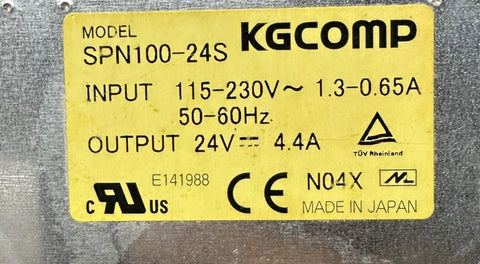 MODEL
SPN100-24S KGCOMP
INPUT 115-230V～ 1.3-0.65A
50-60Hz
OUTPUT 24V⎓ 4.4A
TÜV Rheinland
E141988
c RU US CE N04X
MADE IN JAPAN